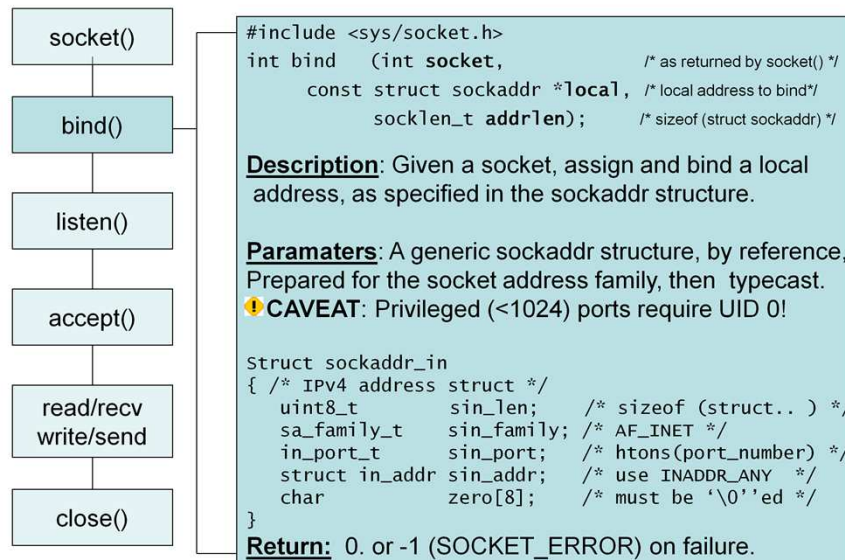 socket()
bind()
listen()
accept()
read/recv
write/send
close()
#include <sys/socket.h>
int bind (int socket, /* as returned by socket() */
const struct sockaddr *local, /* local address to bind*/
socklen_t addrlen); /* sizeof (struct sockaddr) */
Description: Given a socket, assign and bind a local
address, as specified in the sockaddr structure.
Paramaters: A generic sockaddr structure, by reference,
Prepared for the socket address family, then typecast.
CAVEAT: Privileged (<1024) ports require UID 0!
Struct sockaddr_in
{ /* IPv4 address struct */
uint8_t sin_len; /* sizeof (struct.. ) */
sa_family_t sin_family; /* AF_INET */
in_port_t sin_port; /* htons(port_number) */
struct in_addr sin_addr; /* use INADDR_ANY */
char zero[8]; /* must be ‘\0’’ed */
}
Return: 0. or -1 (SOCKET_ERROR) on failure.